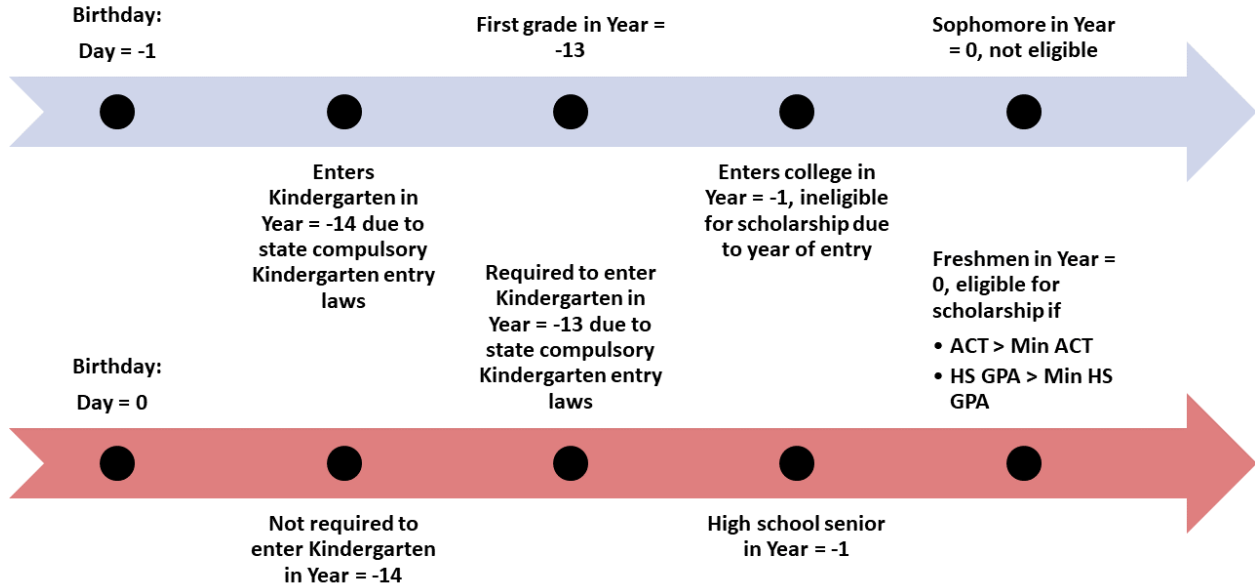 Birthday:
Day = -1
First grade in Year =
-13
Sophomore in Year
= 0, not eligible
Enters
Kindergarten in
Year = -14 due to
state compulsory
Kindergarten entry
laws
Enters college in
Year = -1, ineligible
for scholarship due
to year of entry
Required to enter
Kindergarten in
Year = -13 due to
state compulsory
Kindergarten entry
laws
Freshmen in Year =
0, eligible for
scholarship if
• ACT > Min ACT
• HS GPA > Min HS
GPA
Birthday:
Day = 0
Not required to
enter Kindergarten
in Year = -14
High school senior
in Year = -1